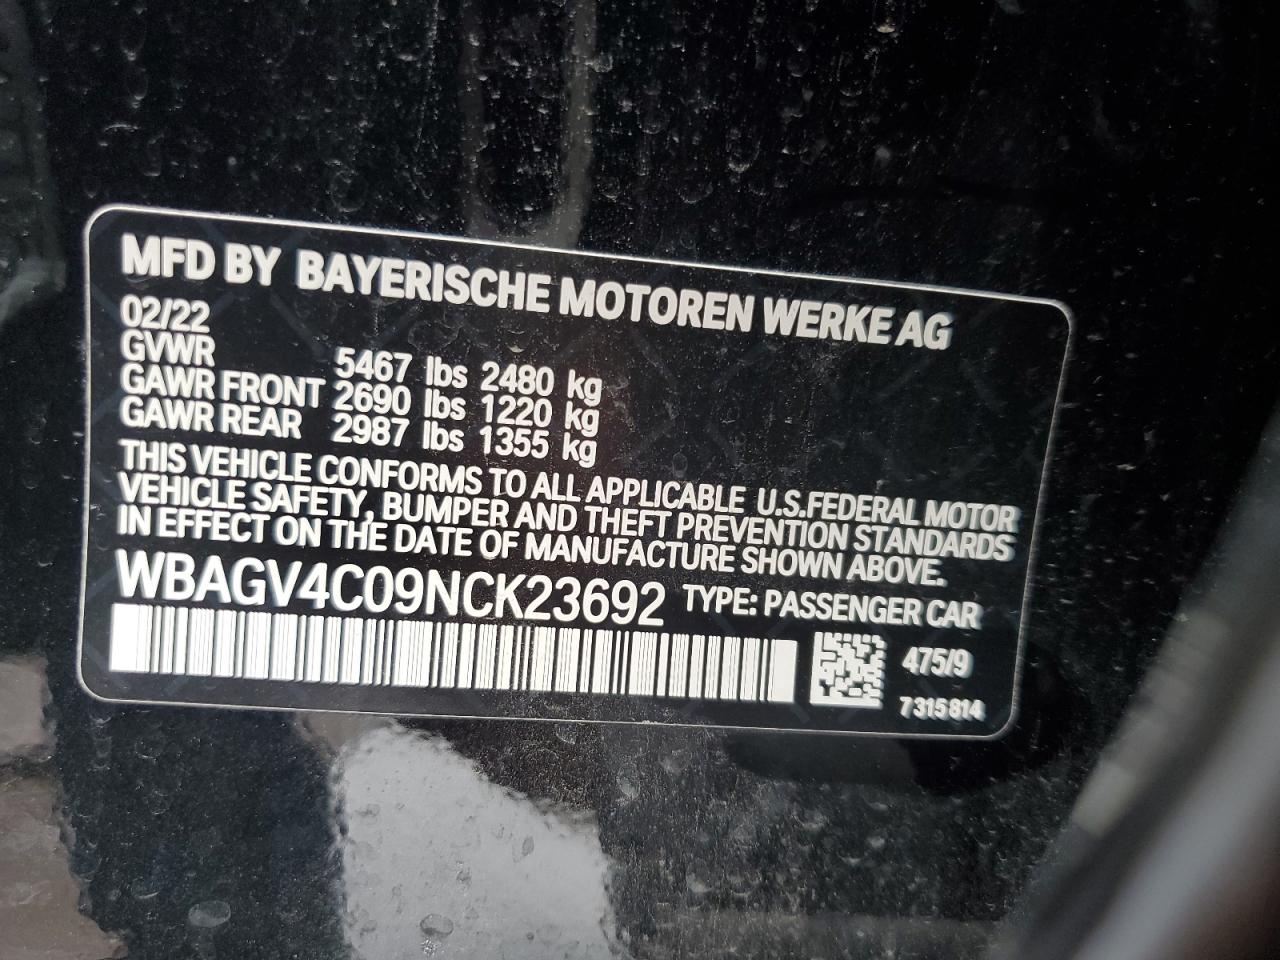 MFD BY BAYERISCHE MOTOREN WERKE AG
02/22
GVWR 5467 lbs 2480 kg
GAWR FRONT 2690 lbs 1220 kg
GAWR REAR 2987 lbs 1355 kg
THIS VEHICLE CONFORMS TO ALL APPLICABLE U.S.FEDERAL MOTOR
VEHICLE SAFETY, BUMPER AND THEFT PREVENTION STANDARDS
IN EFFECT ON THE DATE OF MANUFACTURE SHOWN ABOVE.
WBAGV4C09NCK23692 TYPE: PASSENGER CAR
475/9
7315814